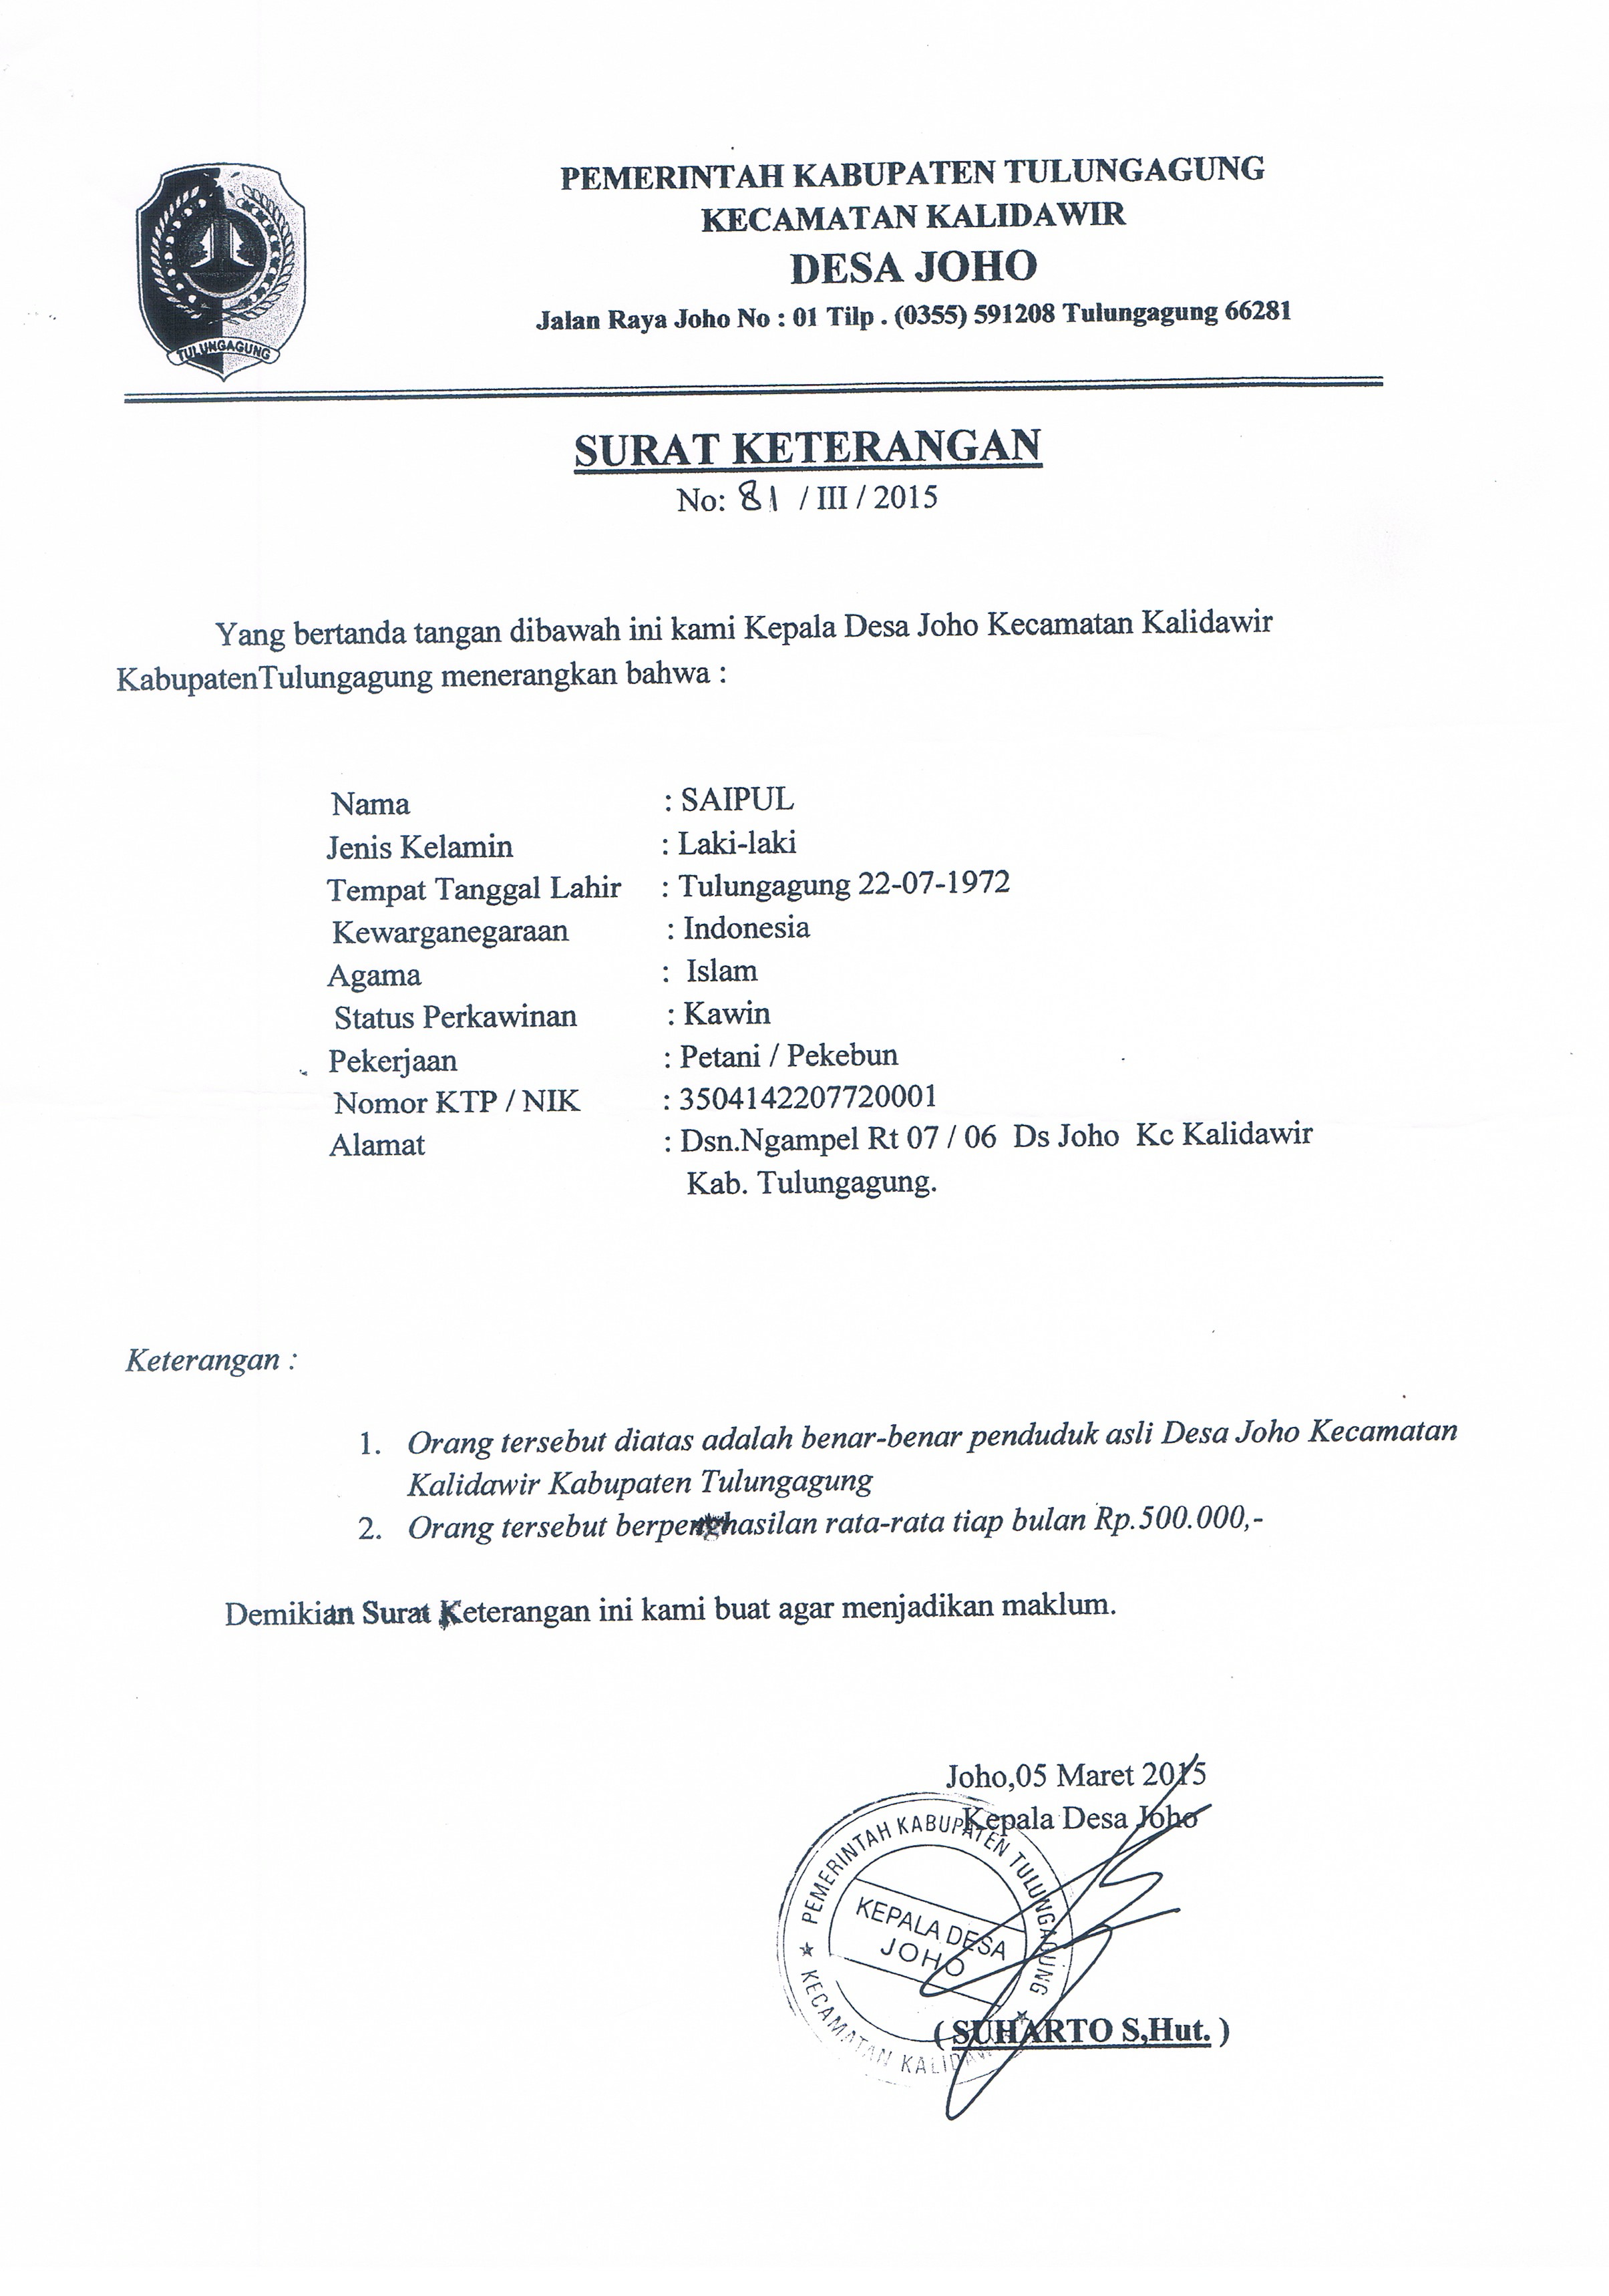 PEMERINTAH KABUPATEN TULUNGAGUNG
KECAMATAN KALIDAWIR
DESA JOHO
Jalan Raya Joho No : 01 Tilp . (0355) 591208 Tulungagung 66281
TULUNGAGUNG
SURAT KETERANGAN
No: 81 / III / 2015
Yang bertanda tangan dibawah ini kami Kepala Desa Joho Kecamatan Kalidawir
KabupatenTulungagung menerangkan bahwa :
Nama : SAIPUL
Jenis Kelamin : Laki-laki
Tempat Tanggal Lahir : Tulungagung 22-07-1972
Kewarganegaraan : Indonesia
Agama : Islam
Status Perkawinan : Kawin
Pekerjaan : Petani / Pekebun
Nomor KTP / NIK : 3504142207720001
Alamat : Dsn.Ngampel Rt 07 / 06 Ds Joho Kc Kalidawir
Kab. Tulungagung.
Keterangan :
1. Orang tersebut diatas adalah benar-benar penduduk asli Desa Joho Kecamatan
Kalidawir Kabupaten Tulungagung
2. Orang tersebut berpenghasilan rata-rata tiap bulan Rp.500.000,-
Demikian Surat Keterangan ini kami buat agar menjadikan maklum.
Joho,05 Maret 2015
Kepala Desa Joho
PEMERINTAH KABUPATEN TULUNGAGUNG
KEPALA DESA
JOHO
KECAMATAN KALIDAWIR
( SUHARTO S,Hut. )